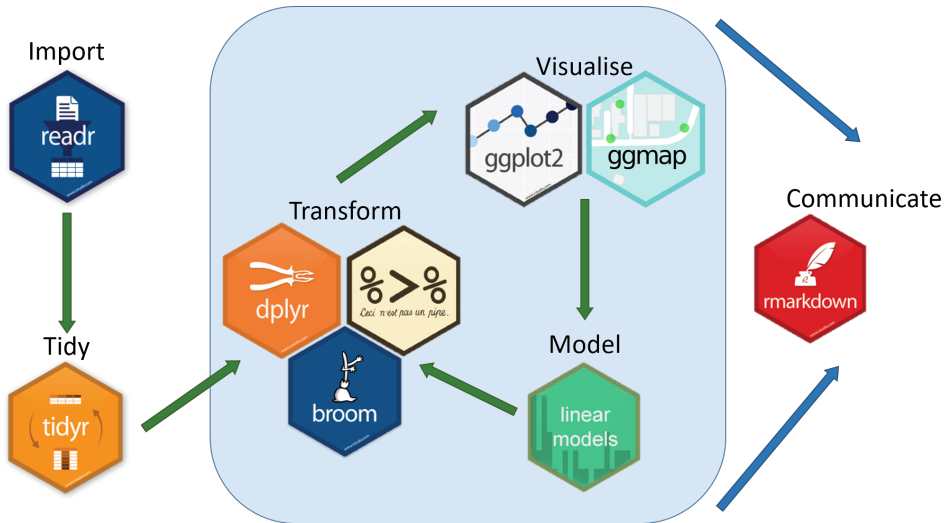 Import
readr
Tidy
tidyr
Transform
dplyr
%>%
Ceci n'est pas un pipe.
broom
Visualise
ggplot2
ggmap
Model
linear
models
Communicate
rmarkdown